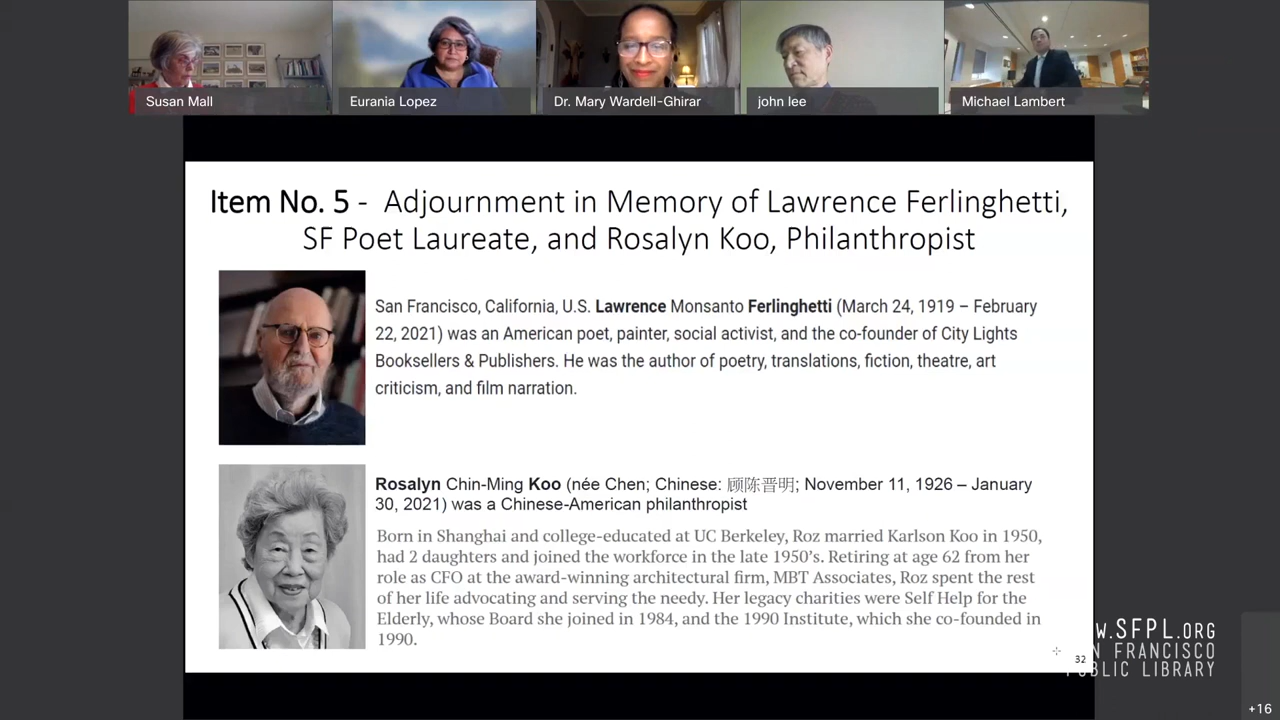 Susan Mall
Eurania Lopez
Dr. Mary Wardell-Ghirar
john lee
Michael Lambert
Item No. 5 - Adjournment in Memory of Lawrence Ferlinghetti,
SF Poet Laureate, and Rosalyn Koo, Philanthropist
San Francisco, California, U.S. Lawrence Monsanto Ferlinghetti (March 24, 1919 – February
22, 2021) was an American poet, painter, social activist, and the co-founder of City Lights
Booksellers & Publishers. He was the author of poetry, translations, fiction, theatre, art
criticism, and film narration.
Rosalyn Chin-Ming Koo (née Chen; Chinese: 顾陈晋明; November 11, 1926 – January
30, 2021) was a Chinese-American philanthropist
Born in Shanghai and college-educated at UC Berkeley, Roz married Karlson Koo in 1950,
had 2 daughters and joined the workforce in the late 1950's. Retiring at age 62 from her
role as CFO at the award-winning architectural firm, MBT Associates, Roz spent the rest
of her life advocating and serving the needy. Her legacy charities were Self Help for the
Elderly, whose Board she joined in 1984, and the 1990 Institute, which she co-founded in
1990.
32
W.SFPL.ORG
N FRANCISCO
PUBLIC LIBRARY
+16